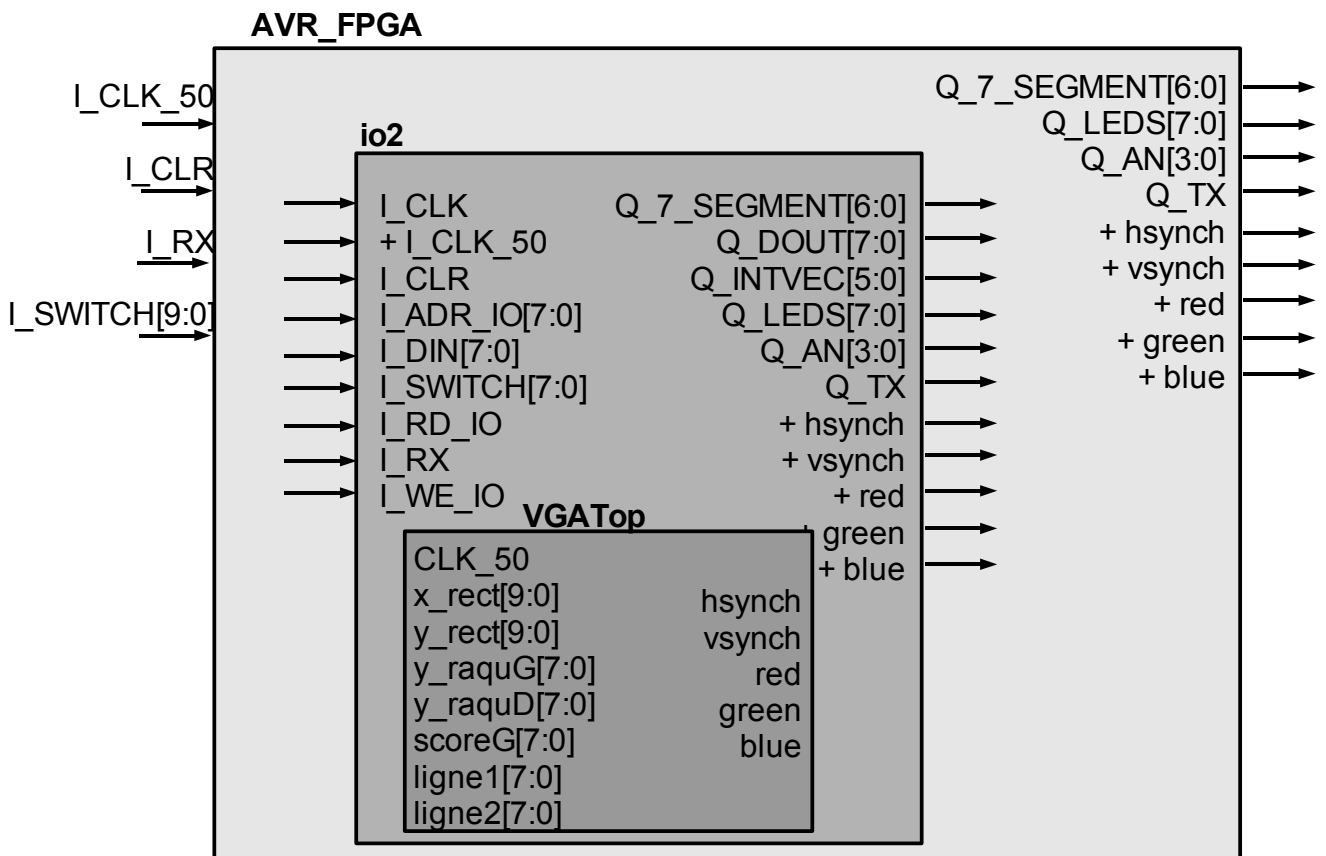 AVR_FPGA
I_CLK_50
I_CLR
I_RX
I_SWITCH[9:0]
Q_7_SEGMENT[6:0]
Q_LEDS[7:0]
Q_AN[3:0]
Q_TX
+ hsynch
+ vsynch
+ red
+ green
+ blue
io2
I_CLK
+ I_CLK_50
I_CLR
I_ADR_IO[7:0]
I_DIN[7:0]
I_SWITCH[7:0]
I_RD_IO
I_RX
I_WE_IO
Q_7_SEGMENT[6:0]
Q_DOUT[7:0]
Q_INTVEC[5:0]
Q_LEDS[7:0]
Q_AN[3:0]
Q_TX
+ hsynch
+ vsynch
+ red
green
+ blue
VGATop
CLK_50
x_rect[9:0]
y_rect[9:0]
y_raquG[7:0]
y_raquD[7:0]
scoreG[7:0]
ligne1[7:0]
ligne2[7:0]
hsynch
vsynch
red
green
blue